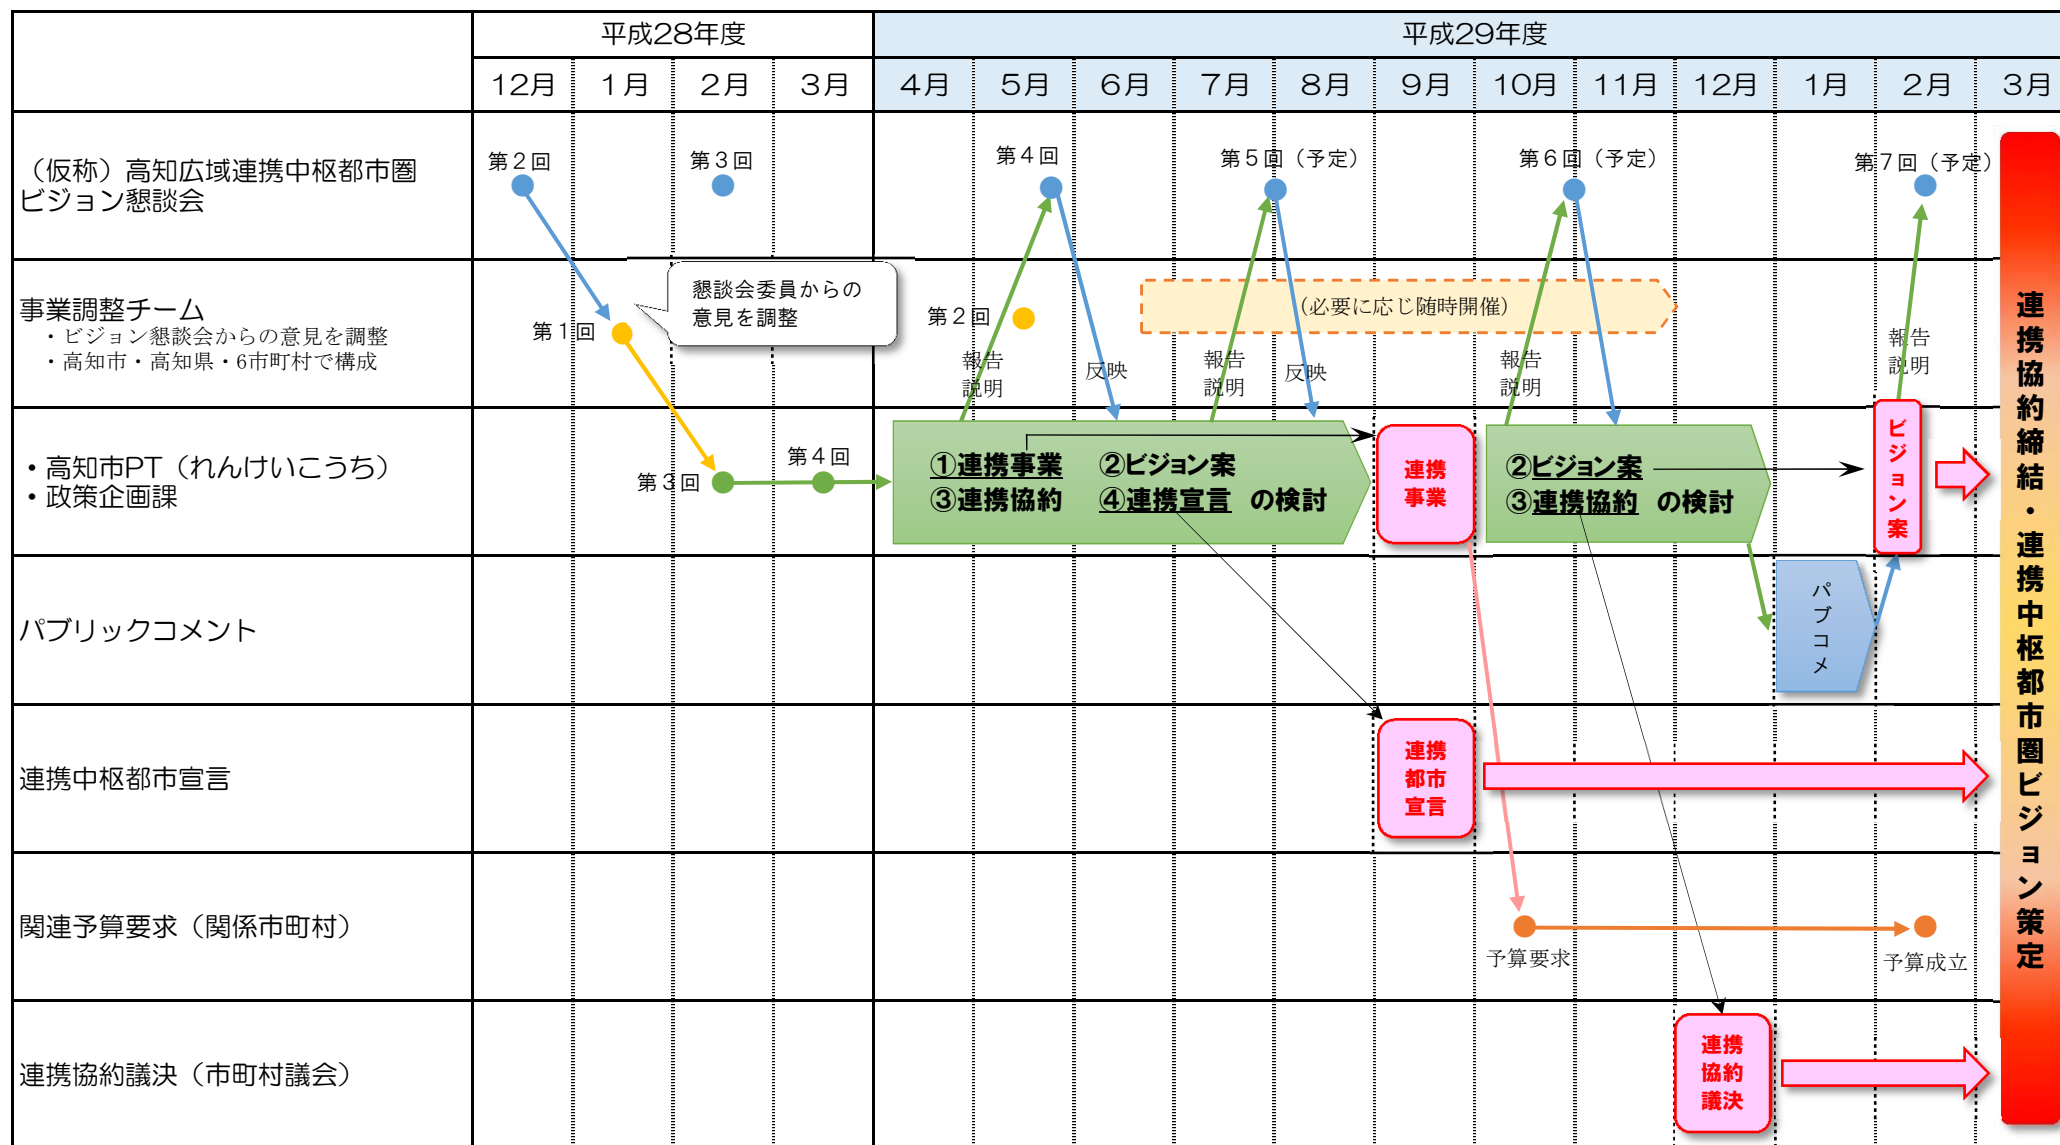 平成28年度
平成29年度
12月
1月
2月
3月
4月
5月
6月
7月
8月
9月
10月
11月
12月
1月
2月
3月
（仮称）高知広域連携中枢都市圏
ビジョン懇談会
第２回
第３回
第４回
第５回（予定）
第６回（予定）
第７回（予定）
事業調整チーム
・ビジョン懇談会からの意見を調整
・高知市・高知県・6市町村で構成
第１回
懇談会委員からの
意見を調整
第２回
(必要に応じ随時開催)
報告
説明
反映
報告
説明
反映
報告
説明
報告
説明
・高知市PT（れんけいこうち）
・政策企画課
第３回
第４回
①連携事業　②ビジョン案
③連携協約　④連携宣言　の検討
連携
事業
②ビジョン案
③連携協約　の検討
ビジョン案
パブリックコメント
パブコメ
連携中枢都市宣言
連携
都市
宣言
関連予算要求（関係市町村）
予算要求
予算成立
連携協約議決（市町村議会）
連携
協約
議決
連携協約締結・連携中枢都市圏ビジョン策定